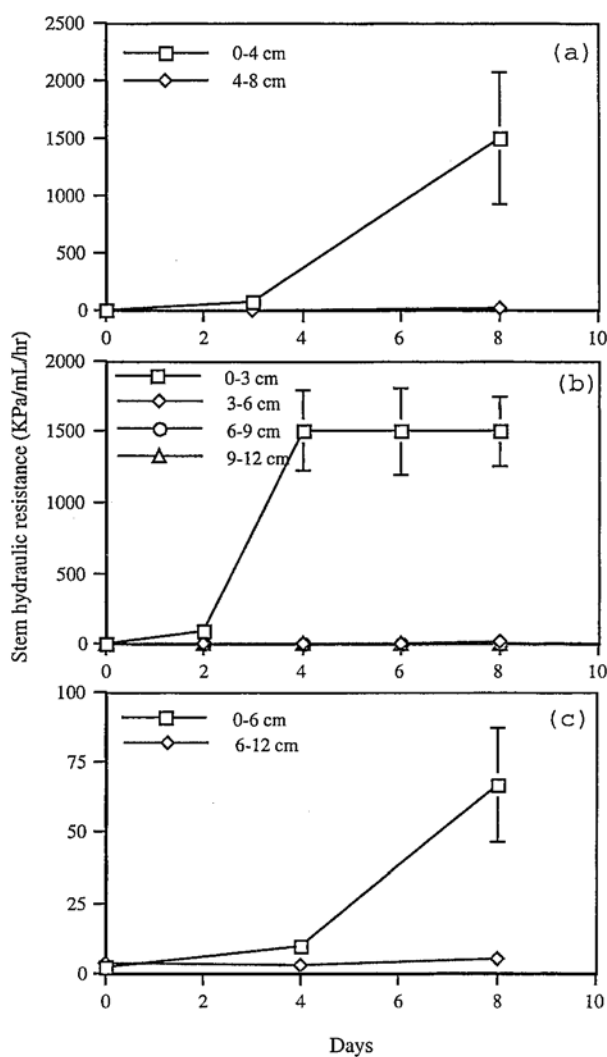 2500
2000
1500
1000
500
0
0-4 cm
4-8 cm
(a)
0 2 4 6 8 10
2000
1500
1000
500
0
0-3 cm
3-6 cm
6-9 cm
9-12 cm
(b)
0 2 4 6 8 10
100
75
50
25
0
0-6 cm
6-12 cm
(c)
0 2 4 6 8 10
Stem hydraulic resistance (KPa/mL/hr)
Days